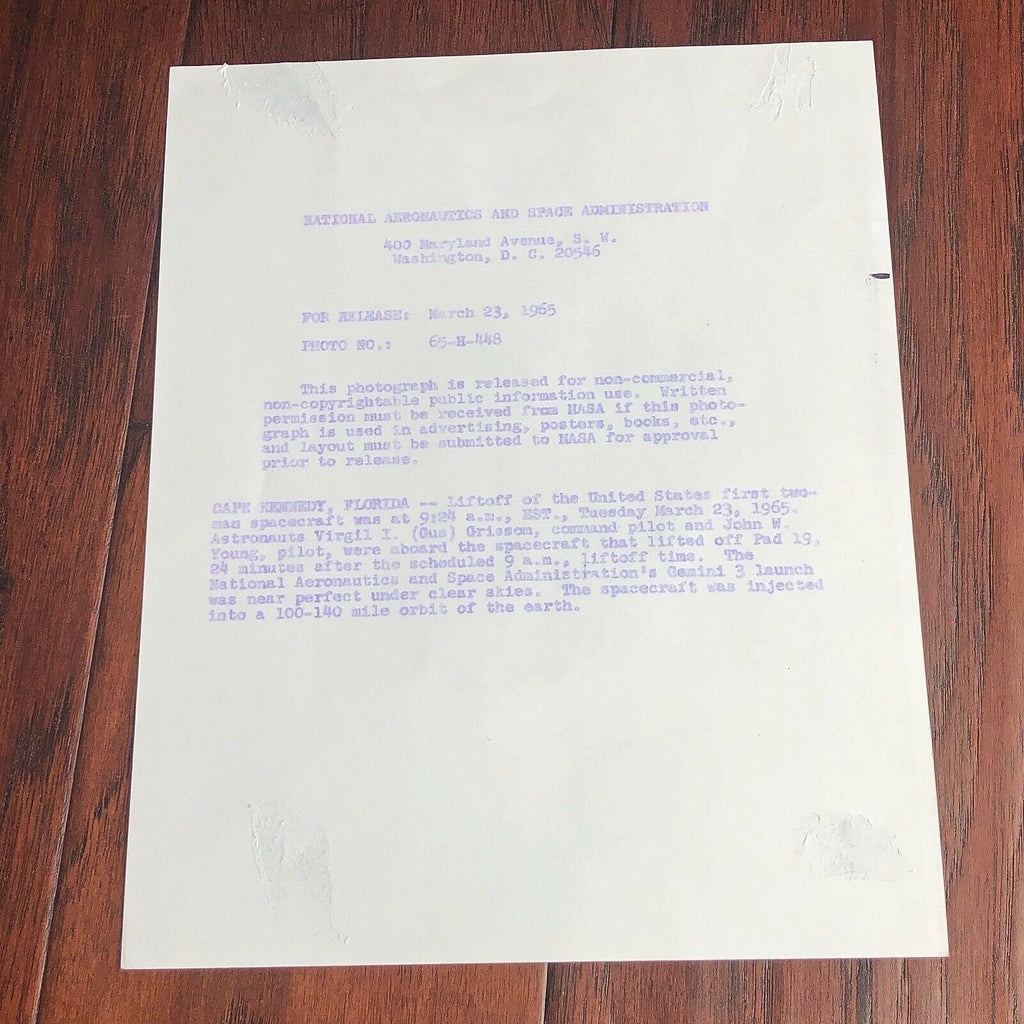 NATIONAL AERONAUTICS AND SPACE ADMINISTRATION
400 Maryland Avenue, S. W.
Washington, D. C. 20546
FOR RELEASE: March 23, 1965
PHOTO NO.: 65-H-448
This photograph is released for non-commercial,
non-copyrightable public information use. Written
permission must be received from NASA if this photo-
graph is used in advertising, posters, books, etc.,
and layout must be submitted to NASA for approval
prior to release.
CAPE KENNEDY, FLORIDA -- Liftoff of the United States first two-
man spacecraft was at 9:24 a.m., EST., Tuesday March 23, 1965.
Astronauts Virgil I. (Gus) Grissom, command pilot and John W.
Young, pilot, were aboard the spacecraft that lifted off Pad 19,
24 minutes after the scheduled 9 a.m., liftoff time. The
National Aeronautics and Space Administration's Gemini 3 launch
was near perfect under clear skies. The spacecraft was injected
into a 100-140 mile orbit of the earth.